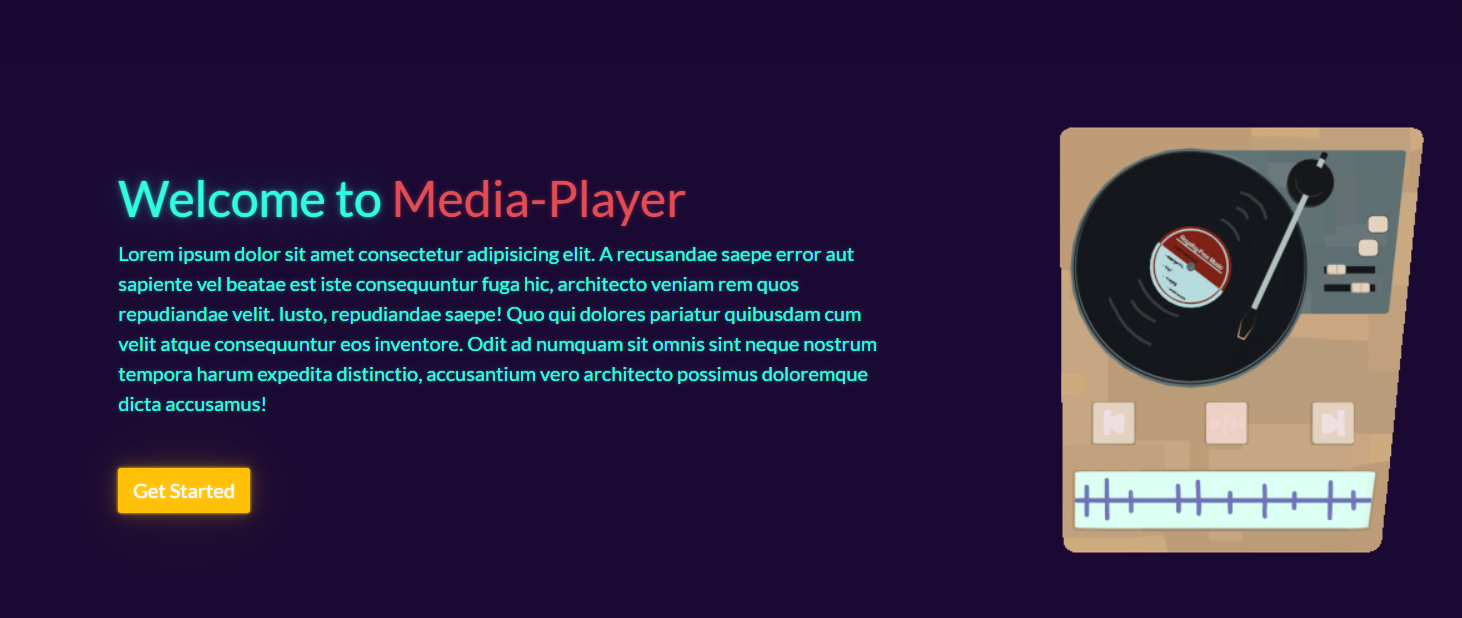 Welcome to Media-Player
Lorem ipsum dolor sit amet consectetur adipisicing elit. A recusandae saepe error aut
sapiente vel beatae est iste consequuntur fuga hic, architecto veniam rem quos
repudiandae velit. Iusto, repudiandae saepe! Quo qui dolores pariatur quibusdam cum
velit atque consequuntur eos inventore. Odit ad numquam sit omnis sint neque nostrum
tempora harum expedita distinctio, accusantium vero architecto possimus doloremque
dicta accusamus!
Get Started
Royalty Free Music